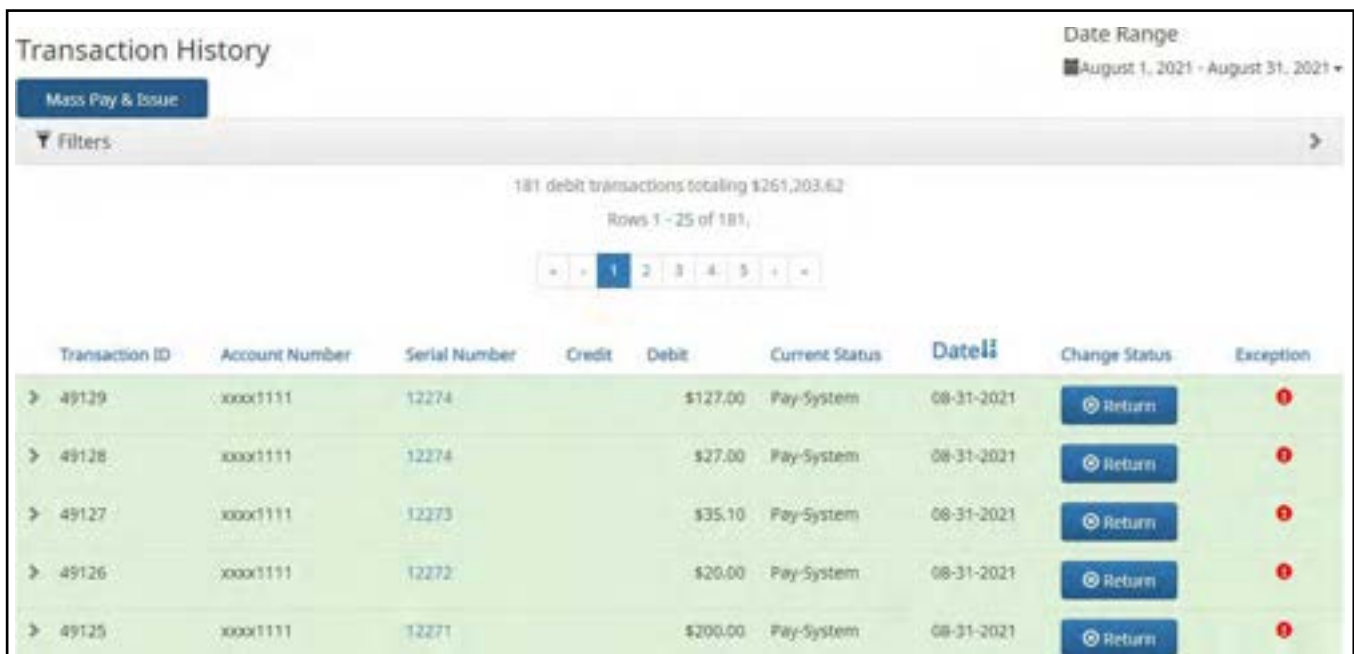 Transaction History
Date Range
August 1, 2021 - August 31, 2021
Mass Pay & Issue
Filters
181 debit transactions totaling $261,203.62
Rows 1 - 25 of 181.
« ‹ 1 2 3 4 5 › »
Transaction ID Account Number Serial Number Credit Debit Current Status Date Change Status Exception
49129 xxxx1111 12274 $127.00 Pay-System 08-31-2021 Return
49128 xxxx1111 12274 $27.00 Pay-System 08-31-2021 Return
49127 xxxx1111 12273 $35.10 Pay-System 08-31-2021 Return
49126 xxxx1111 12272 $20.00 Pay-System 08-31-2021 Return
49125 xxxx1111 12271 $200.00 Pay-System 08-31-2021 Return